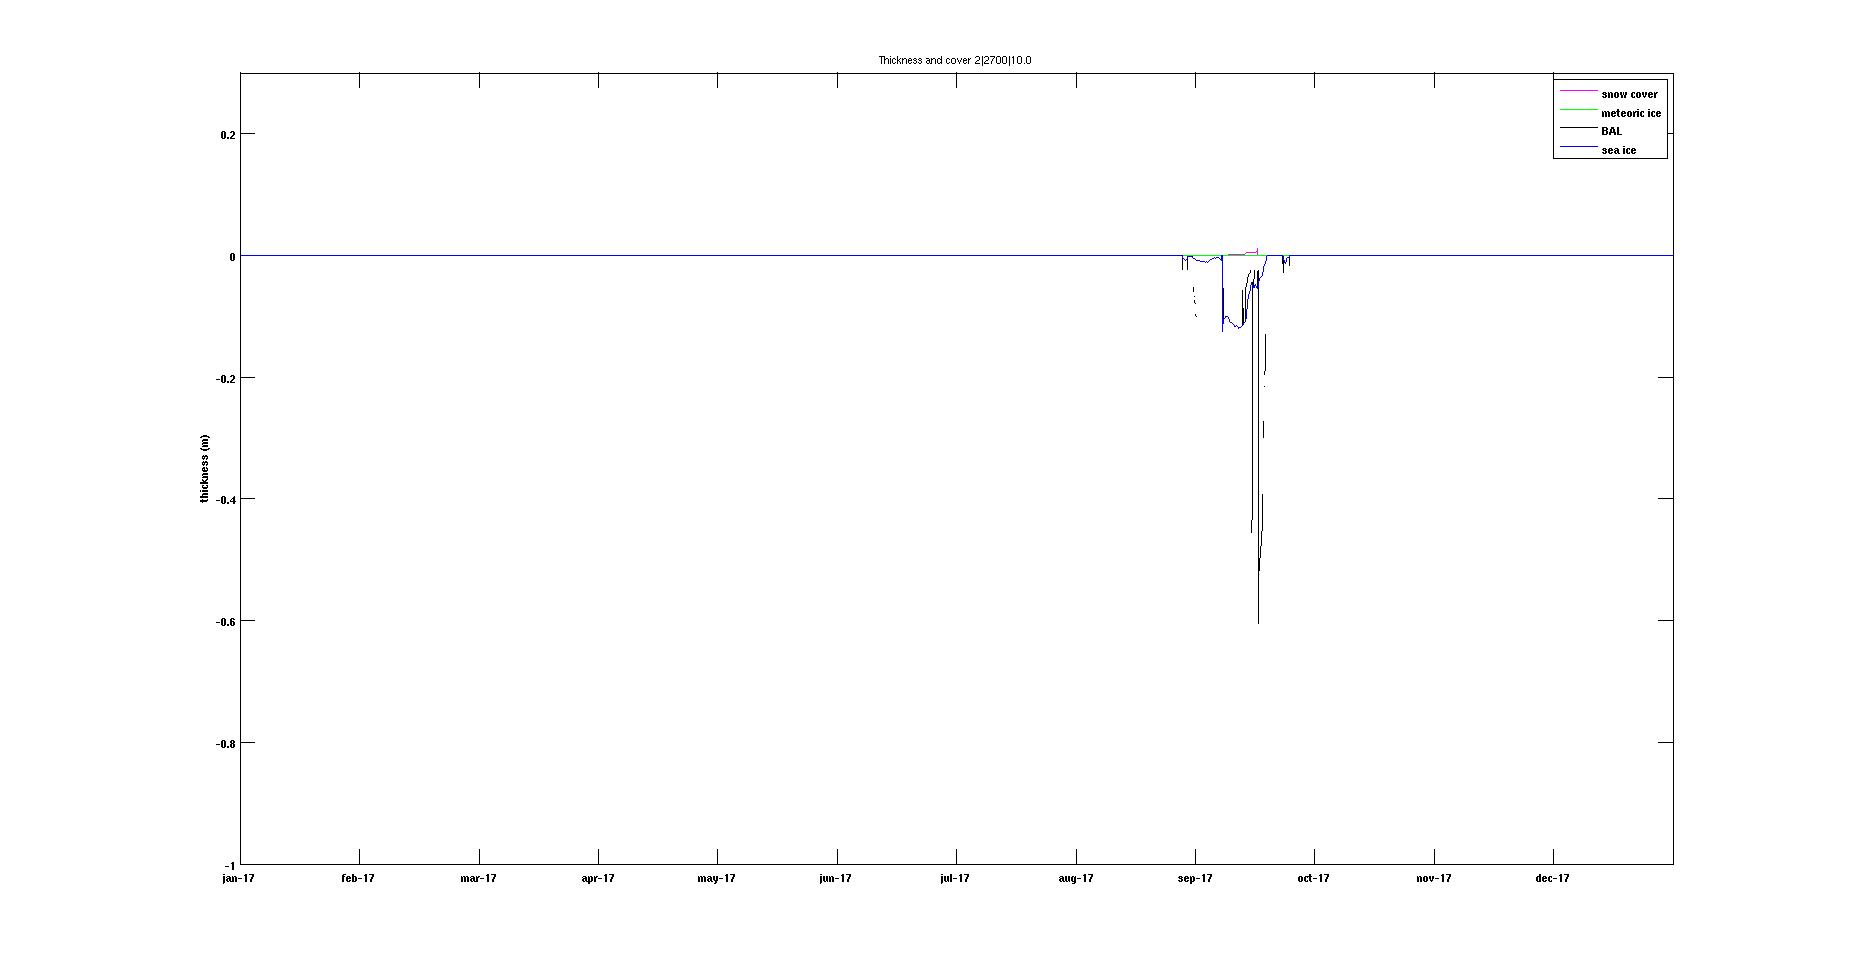 Thickness and cover 2|2700|10.0
snow cover
meteoric ice
BAL
sea ice
0.2
0
-0.2
-0.4
-0.6
-0.8
-1
thickness (m)
jan-17 feb-17 mar-17 apr-17 may-17 jun-17 jul-17 aug-17 sep-17 oct-17 nov-17 dec-17